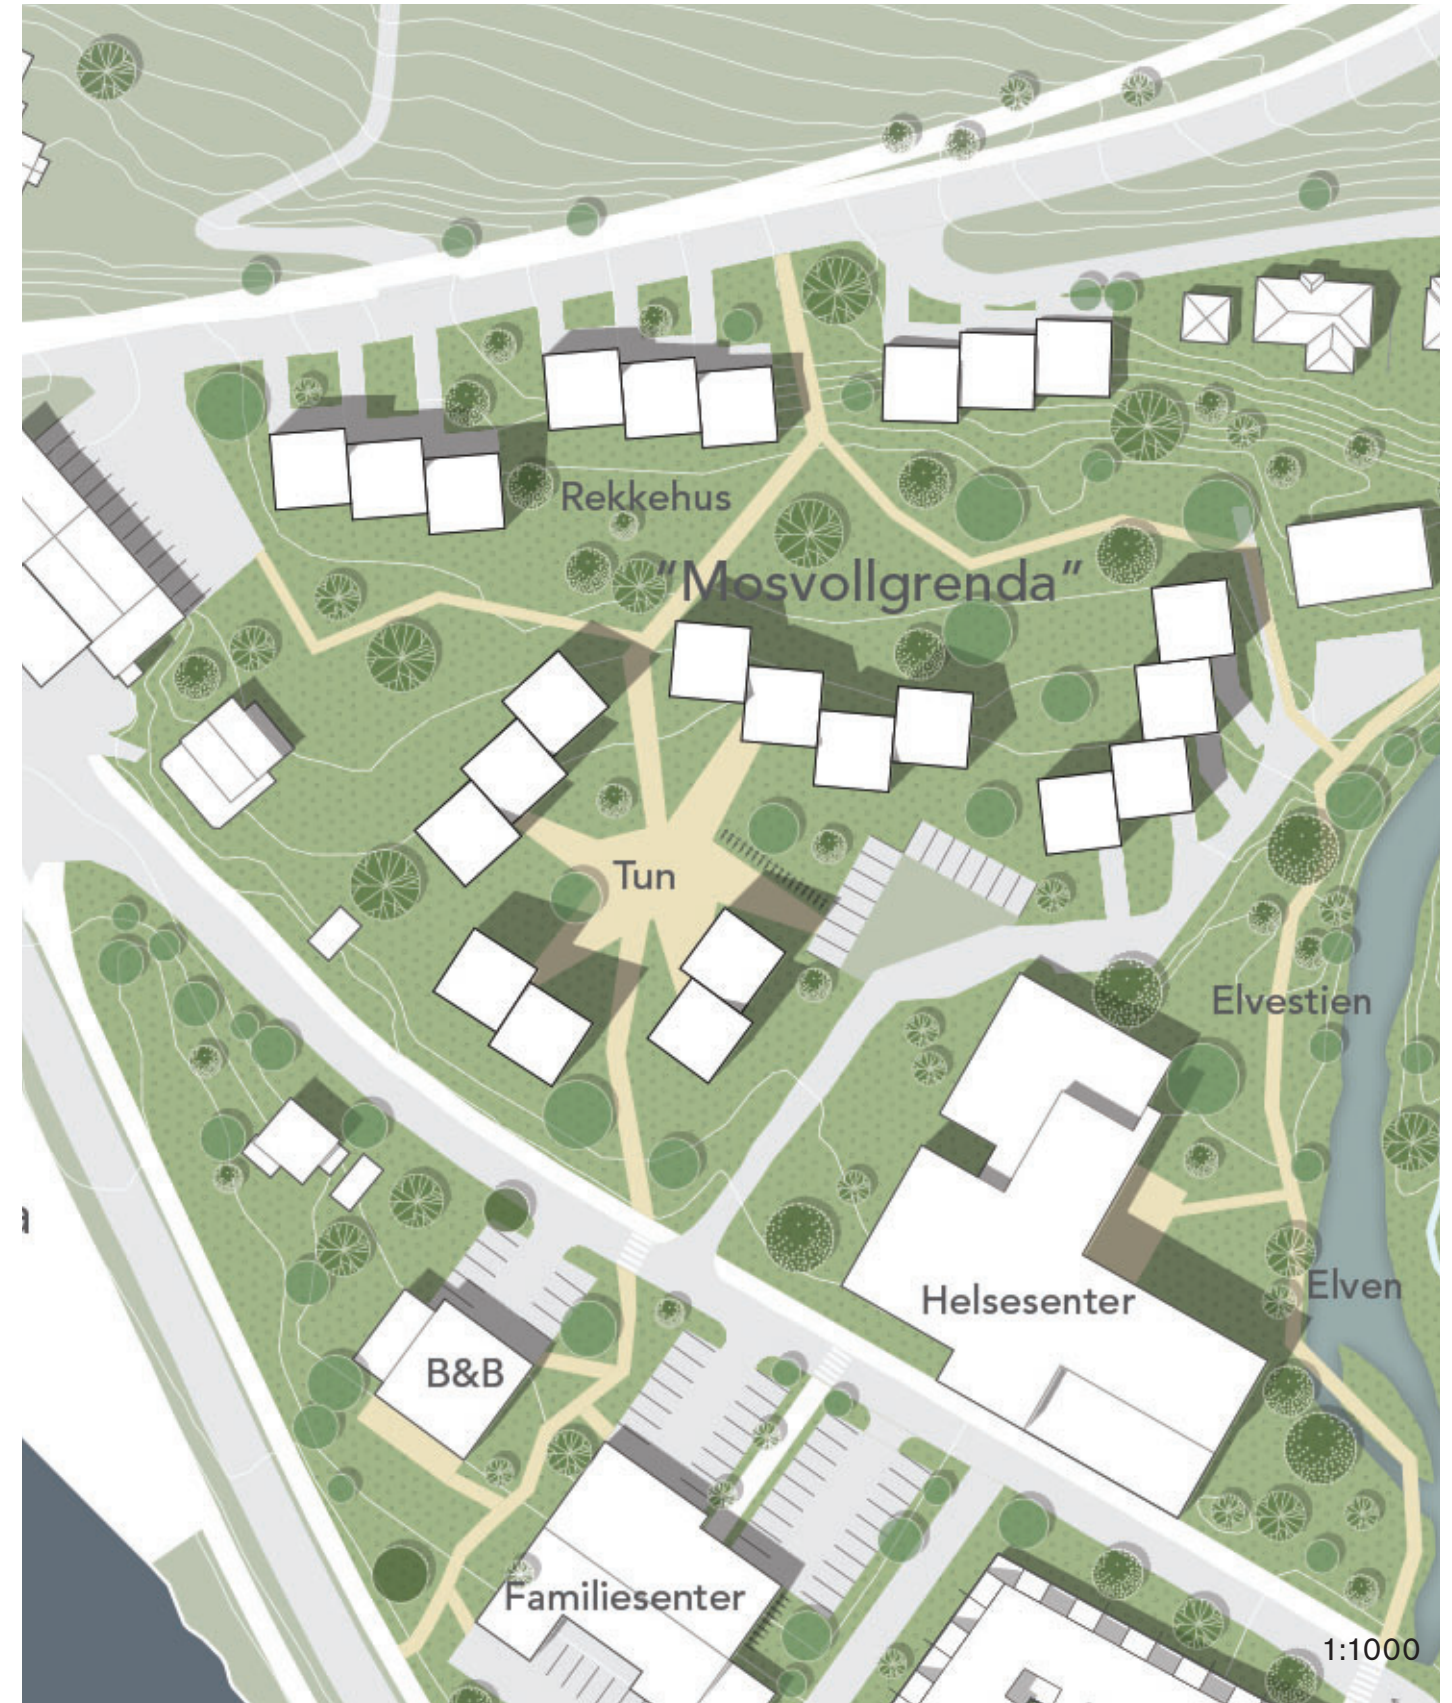 Rekkehus
“Mosvollgrenda”
Tun
Elvestien
Elven
Helsesenter
B&B
Familiesenter
1:1000